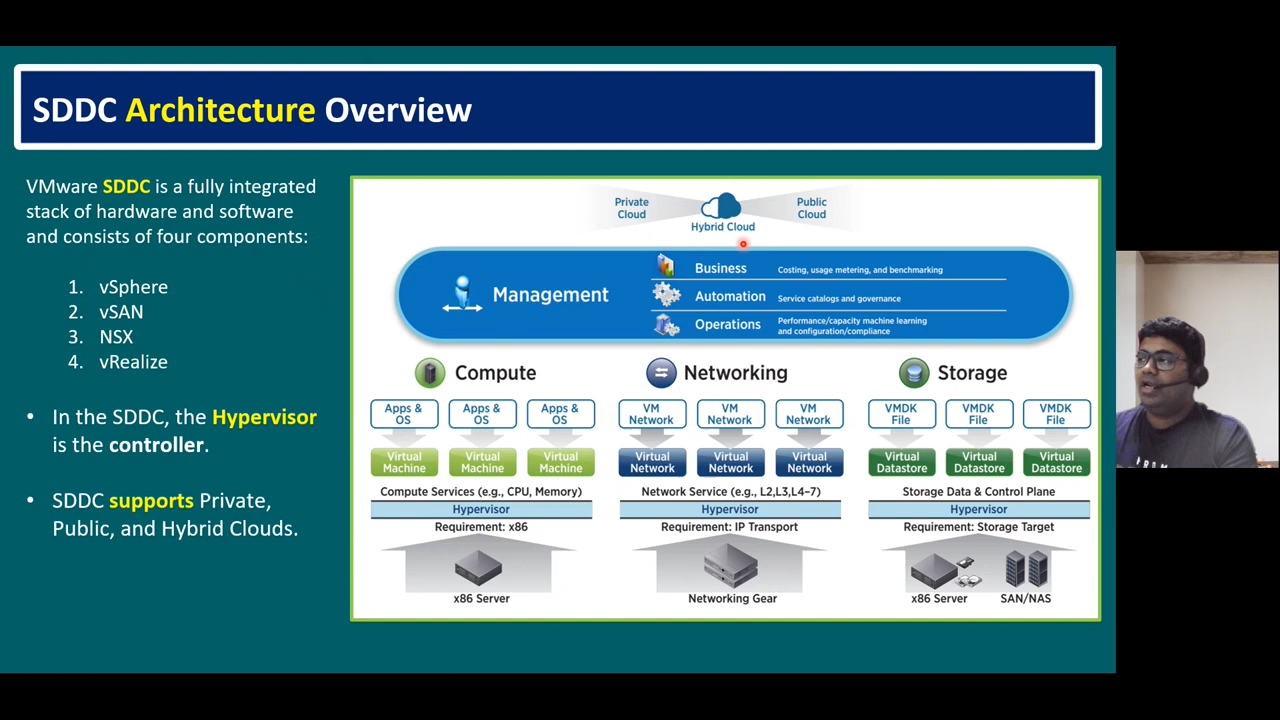 SDDC Architecture Overview
VMware SDDC is a fully integrated
stack of hardware and software
and consists of four components:
1. vSphere
2. vSAN
3. NSX
4. vRealize
• In the SDDC, the Hypervisor
is the controller.
• SDDC supports Private,
Public, and Hybrid Clouds.
Private
Cloud
Hybrid Cloud
Public
Cloud
Management
Business Costing, usage metering, and benchmarking
Automation Service catalogs and governance
Operations Performance/capacity machine learning
and configuration/compliance
Compute
Apps &
OS
Apps &
OS
Apps &
OS
Virtual
Machine
Virtual
Machine
Virtual
Machine
Compute Services (e.g., CPU, Memory)
Hypervisor
Requirement: x86
x86 Server
Networking
VM
Network
VM
Network
VM
Network
Virtual
Network
Virtual
Network
Virtual
Network
Network Service (e.g., L2,L3,L4–7)
Hypervisor
Requirement: IP Transport
Networking Gear
Storage
VMDK
File
VMDK
File
VMDK
File
Virtual
Datastore
Virtual
Datastore
Virtual
Datastore
Storage Data & Control Plane
Hypervisor
Requirement: Storage Target
x86 Server
SAN/NAS